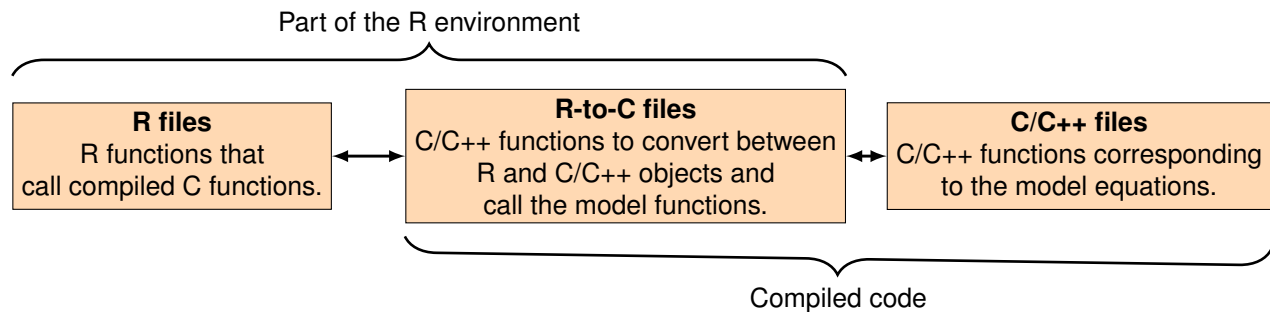 Part of the R environment
R files
R functions that
call compiled C functions.
R-to-C files
C/C++ functions to convert between
R and C/C++ objects and
call the model functions.
C/C++ files
C/C++ functions corresponding
to the model equations.
Compiled code